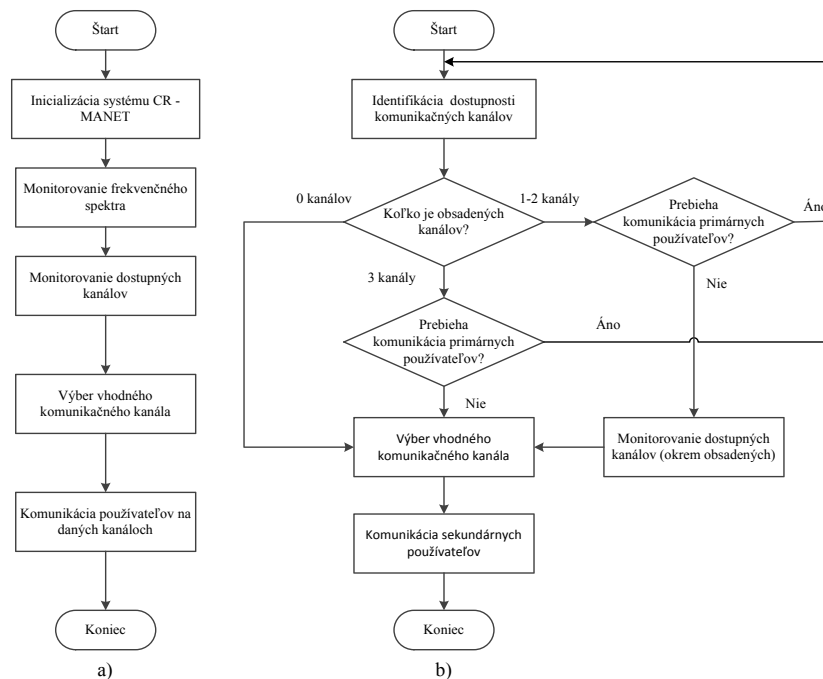 Štart
Inicializácia systému CR -
MANET
Monitorovanie frekvenčného
spektra
Monitorovanie dostupných
kanálov
Výber vhodného
komunikačného kanála
Komunikácia používateľov na
daných kanáloch
Koniec
a)
Štart
Identifikácia dostupnosti
komunikačných kanálov
0 kanálov
Koľko je obsadených
kanálov?
1-2 kanály
Prebieha
komunikácia primárnych
používateľov?
Áno
Nie
3 kanály
Prebieha
komunikácia primárnych
používateľov?
Áno
Nie
Výber vhodného
komunikačného kanála
Monitorovanie dostupných
kanálov (okrem obsadených)
Komunikácia sekundárnych
používateľov
Koniec
b)